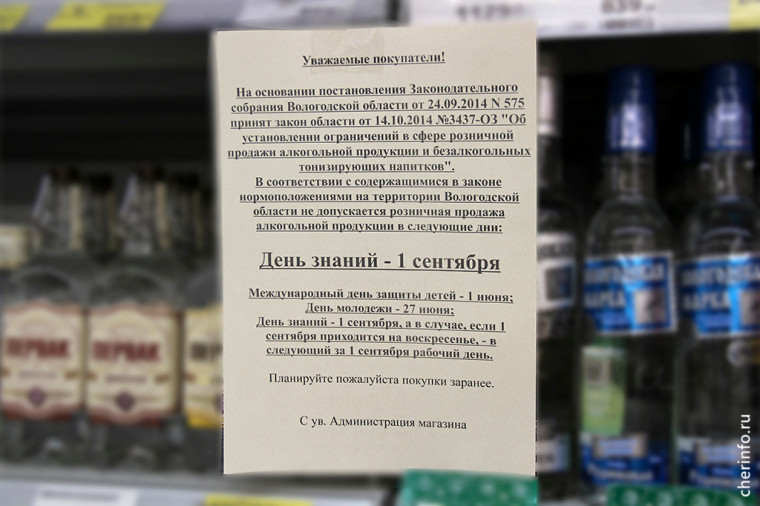 Уважаемые покупатели!
На основании постановления Законодательного
собрания Вологодской области от 24.09.2014 N 575
принят закон области от 14.10.2014 №3437-ОЗ "Об
установлении ограничений в сфере розничной
продажи алкогольной продукции и безалкогольных
тонизирующих напитков".
В соответствии с содержащимися в законе
нормоположениями на территории Вологодской
области не допускается розничная продажа
алкогольной продукции в следующие дни:
День знаний - 1 сентября
Международный день защиты детей - 1 июня;
День молодежи - 27 июня;
День знаний - 1 сентября, а в случае, если 1
сентября приходится на воскресенье, - в
следующий за 1 сентября рабочий день.
Планируйте пожалуйста покупки заранее.
С ув. Администрация магазина
ПЕРВАК
ПЕРВАК
cherinfo.ru